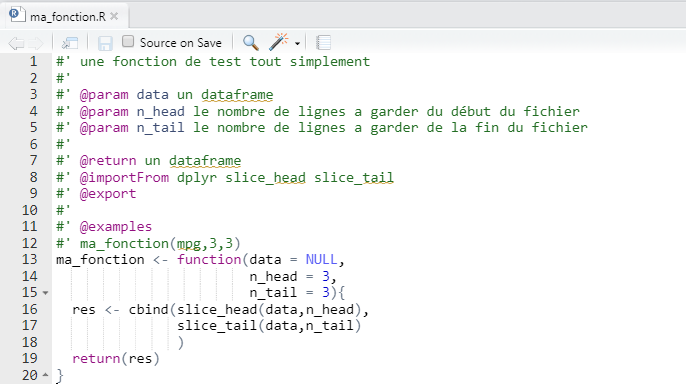 ma_fonction.R
Source on Save
1 #' une fonction de test tout simplement
2 #'
3 #' @param data un dataframe
4 #' @param n_head le nombre de lignes a garder du début du fichier
5 #' @param n_tail le nombre de lignes a garder de la fin du fichier
6 #'
7 #' @return un dataframe
8 #' @importFrom dplyr slice_head slice_tail
9 #' @export
10 #'
11 #' @examples
12 #' ma_fonction(mpg,3,3)
13 ma_fonction <- function(data = NULL,
14                         n_head = 3,
15                         n_tail = 3){
16   res <- cbind(slice_head(data,n_head),
17                slice_tail(data,n_tail)
18                )
19   return(res)
20 }